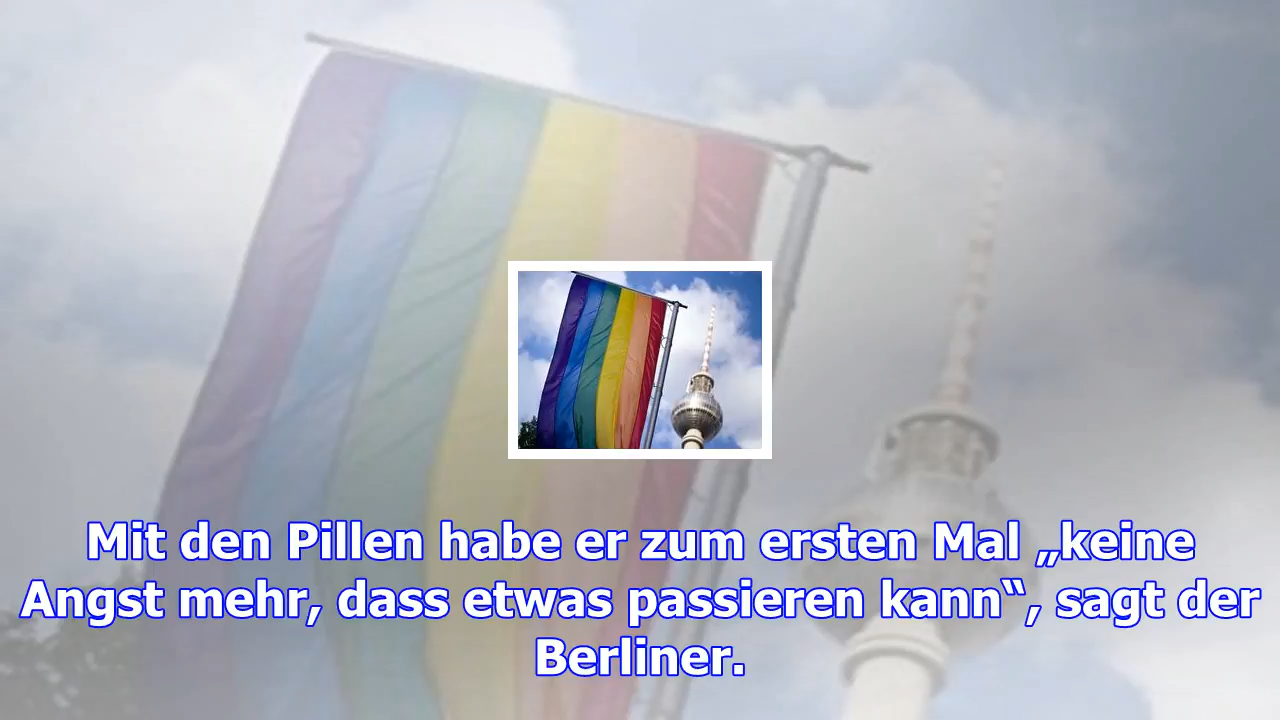 Mit den Pillen habe er zum ersten Mal „keine
Angst mehr, dass etwas passieren kann“, sagt der
Berliner.